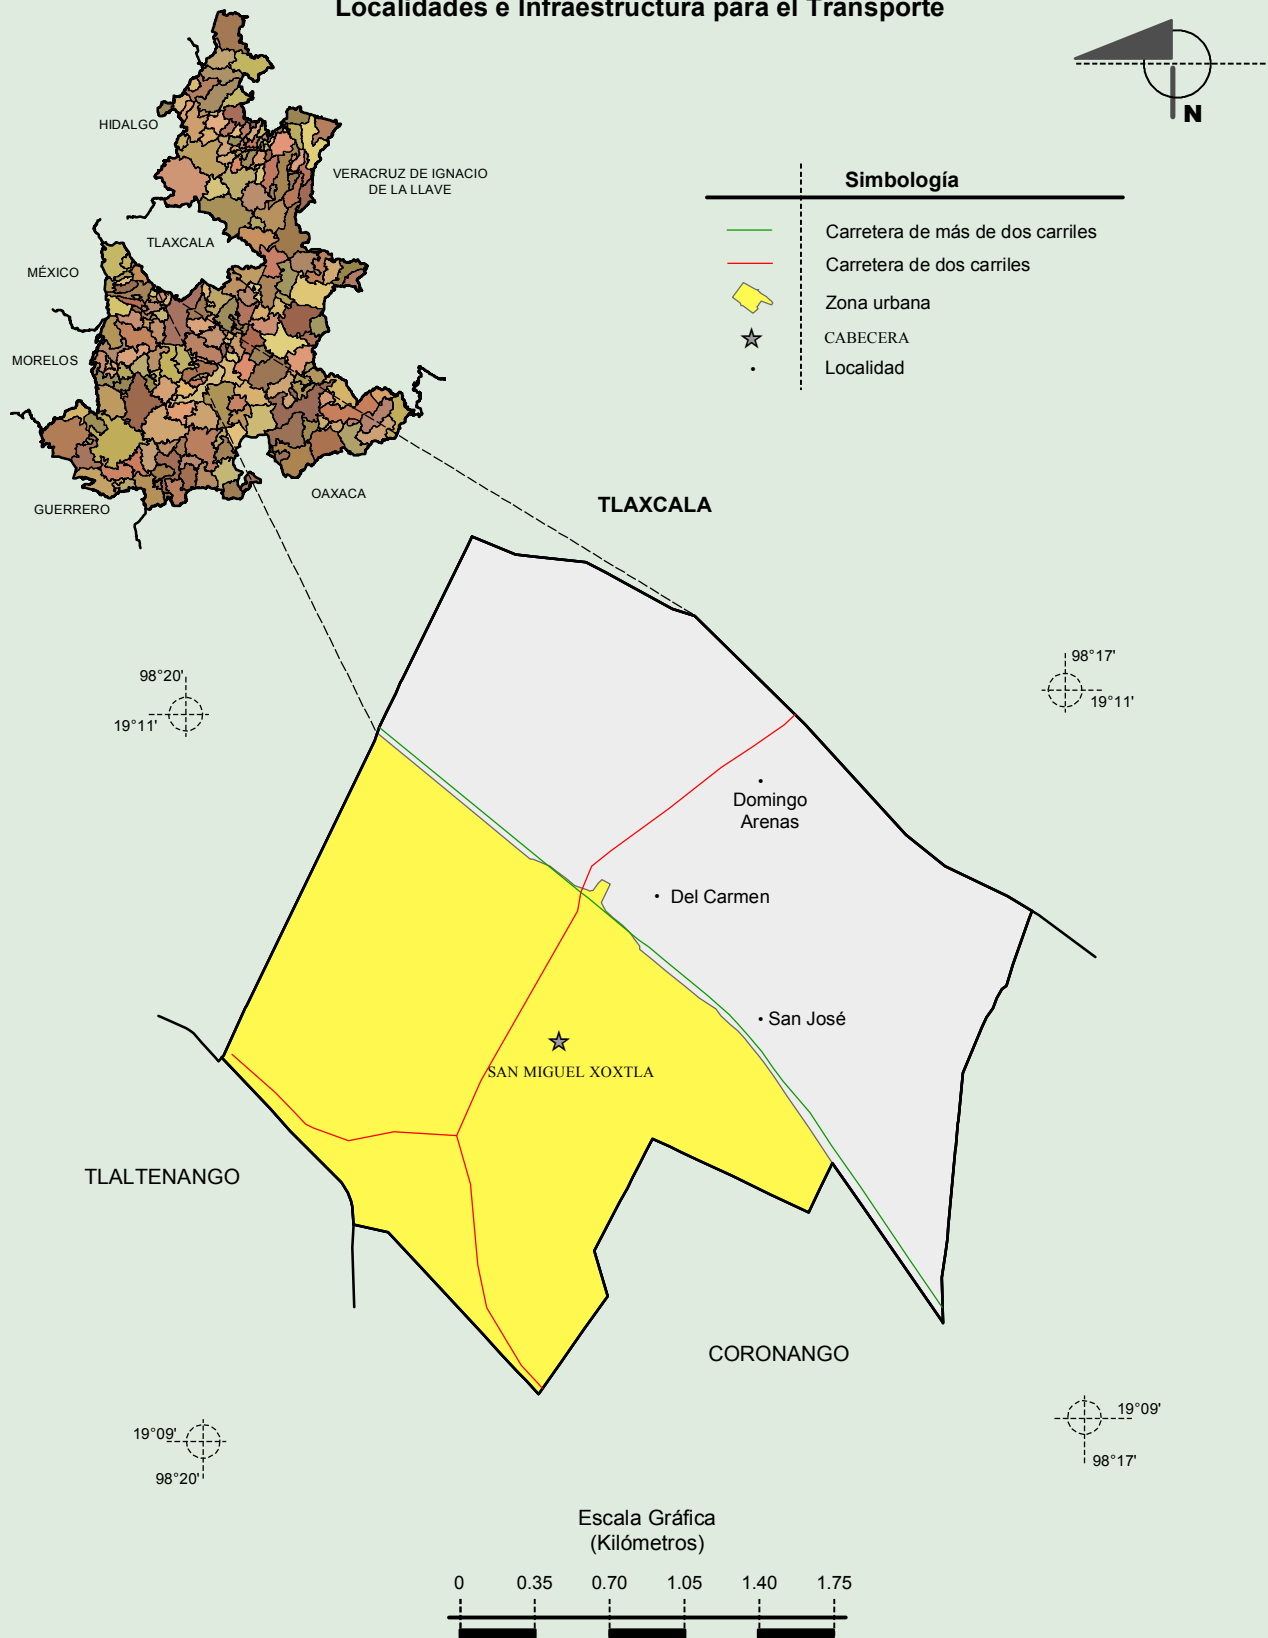 Localidades e Infraestructura para el Transporte
N
HIDALGO
VERACRUZ DE IGNACIO
DE LA LLAVE
TLAXCALA
MÉXICO
MORELOS
GUERRERO
OAXACA
Simbología
Carretera de más de dos carriles
Carretera de dos carriles
Zona urbana
CABECERA
Localidad
TLAXCALA
98°20'
19°11'
98°17'
19°11'
Domingo
Arenas
Del Carmen
San José
SAN MIGUEL XOXTLA
TLALTENANGO
CORONANGO
19°09'
98°20'
19°09'
98°17'
Escala Gráfica
(Kilómetros)
0 0.35 0.70 1.05 1.40 1.75